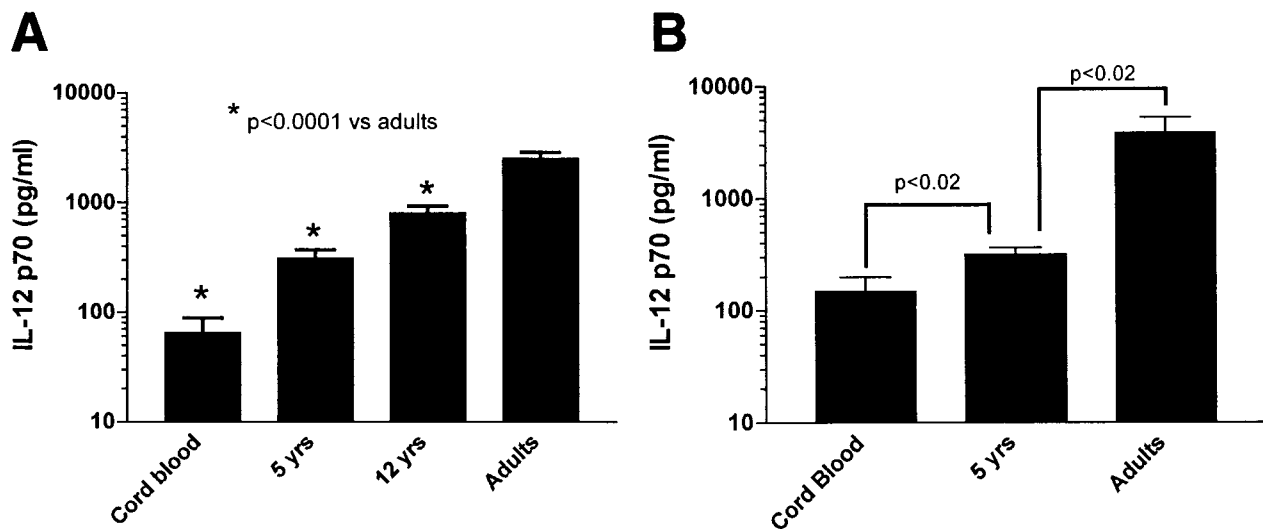 A
IL-12 p70 (pg/ml)
10000
1000
100
10
* p<0.0001 vs adults
*
*
*
Cord blood
5 yrs
12 yrs
Adults
B
IL-12 p70 (pg/ml)
10000
1000
100
10
p<0.02
p<0.02
Cord Blood
5 yrs
Adults